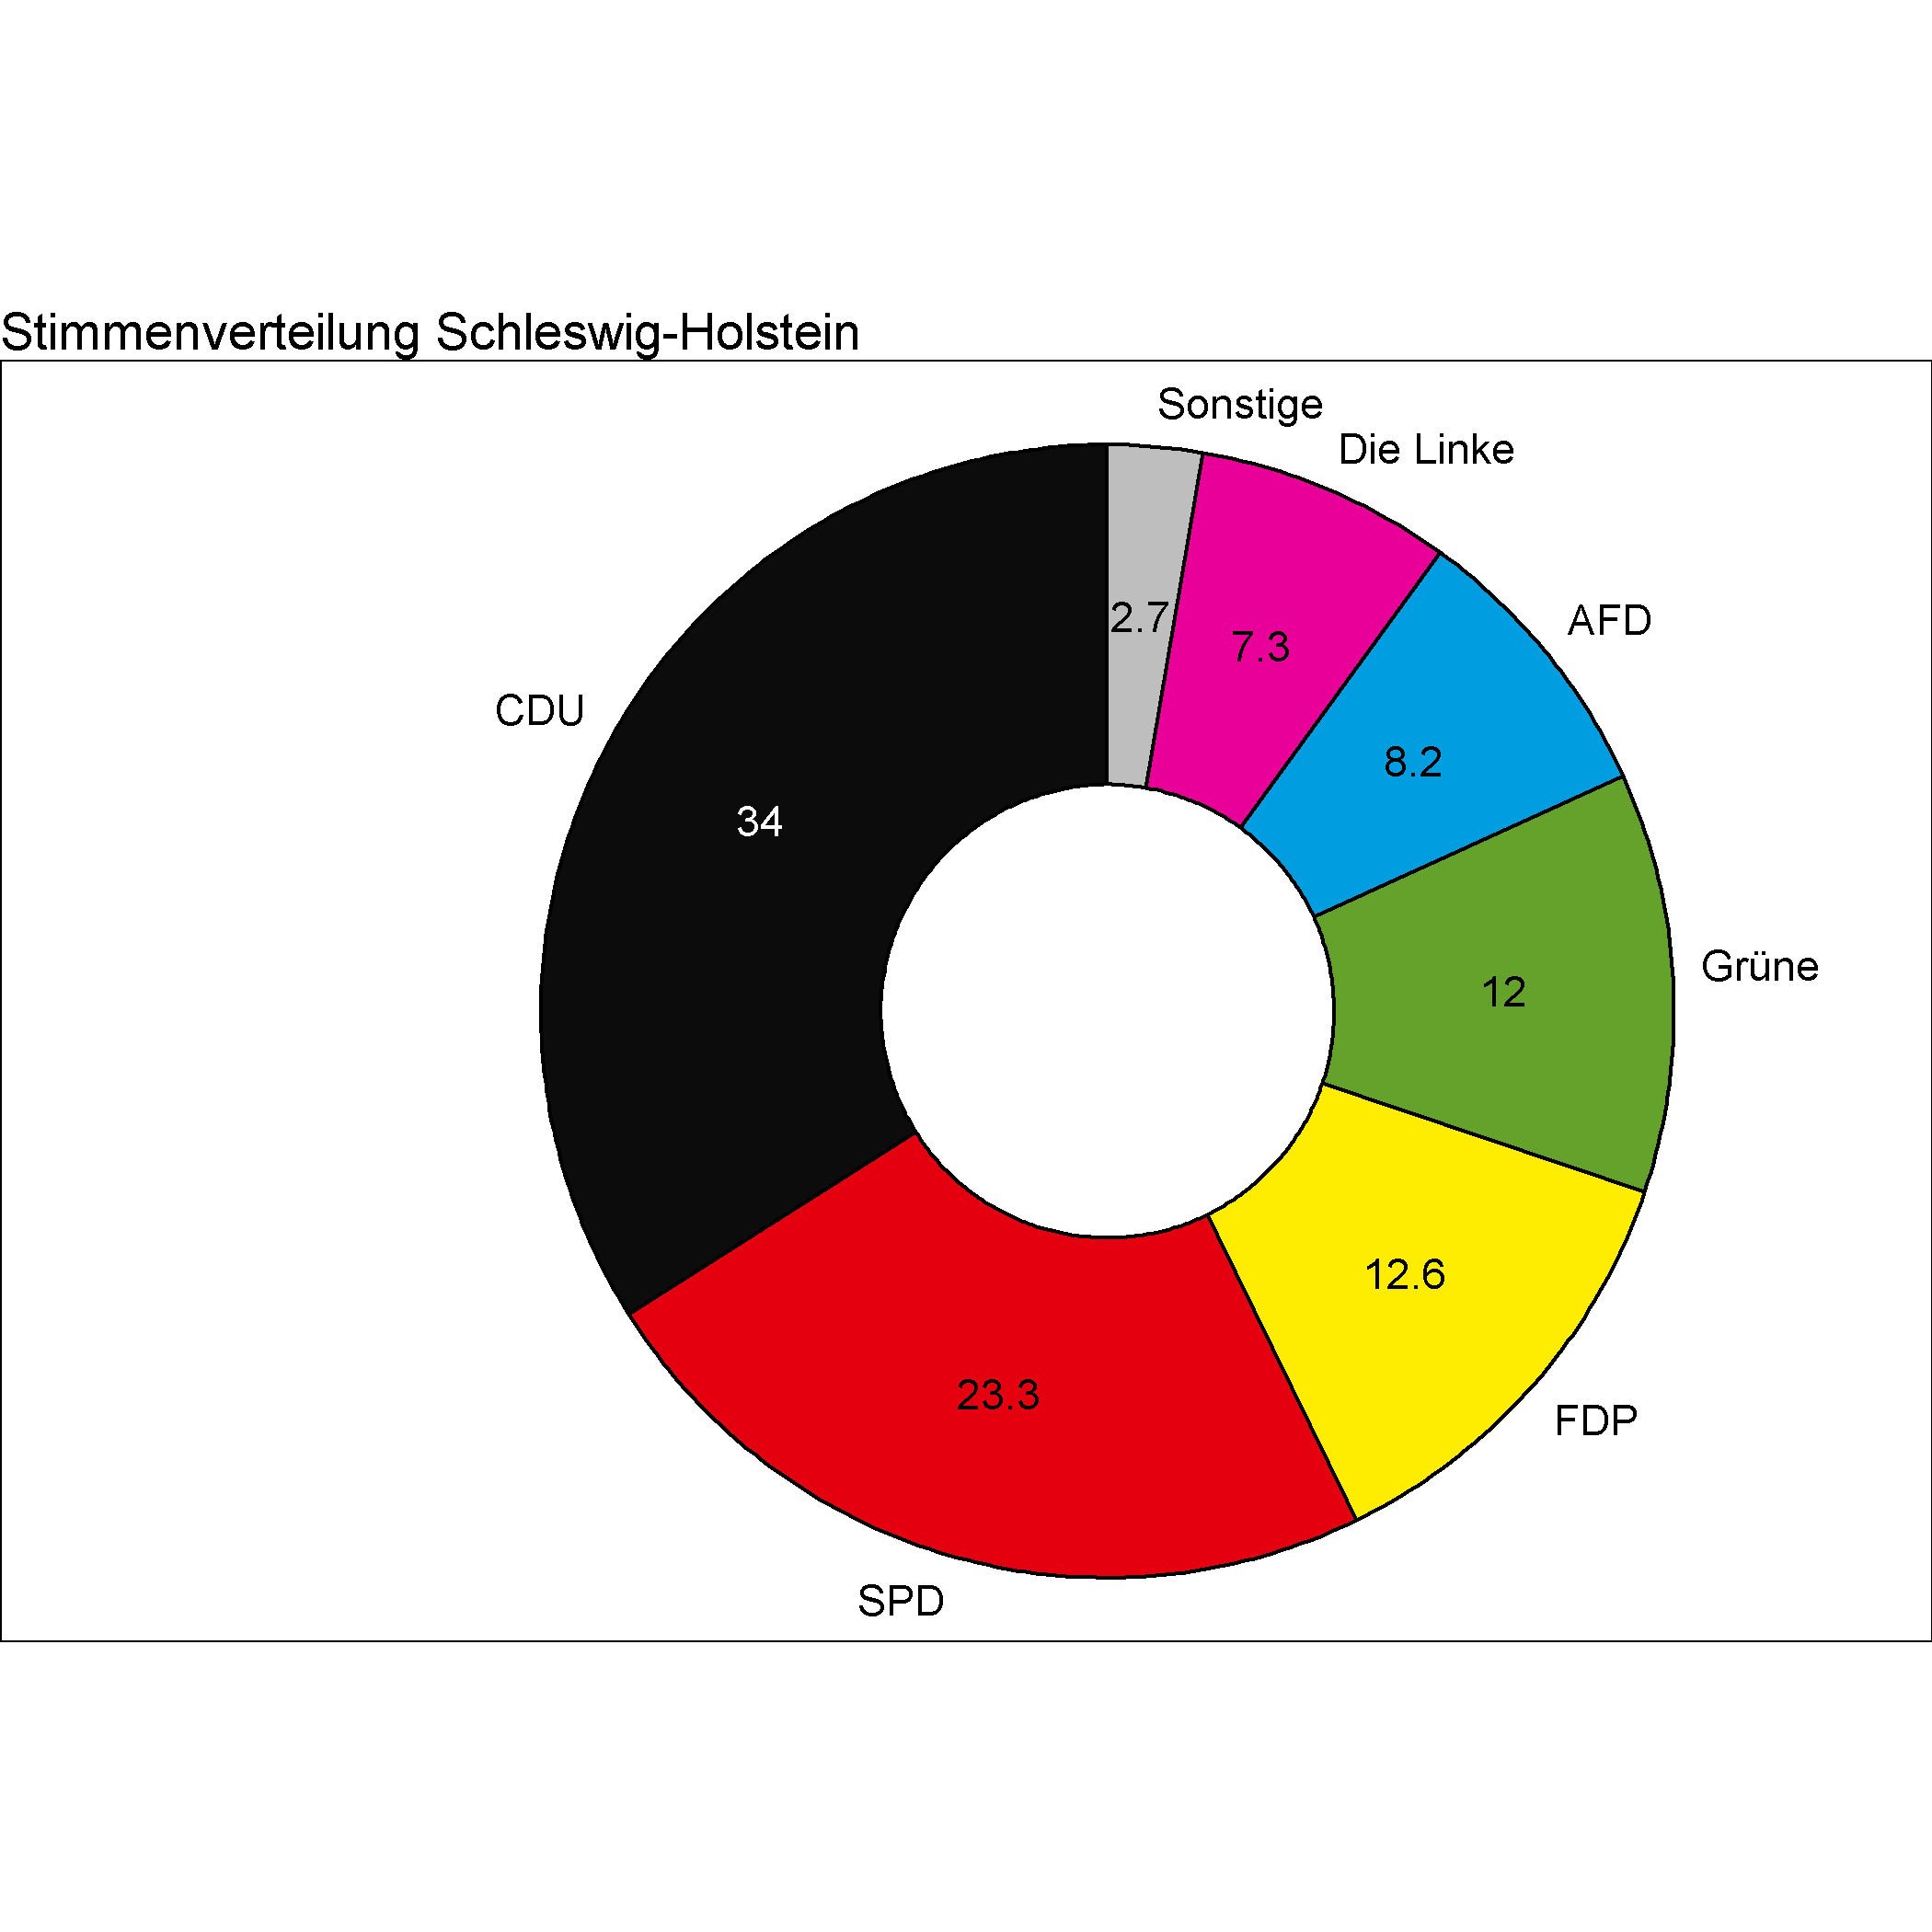 Stimmenverteilung Schleswig-Holstein
Sonstige
Die Linke
AFD
Grüne
FDP
SPD
CDU
2.7
7.3
8.2
12
12.6
23.3
34